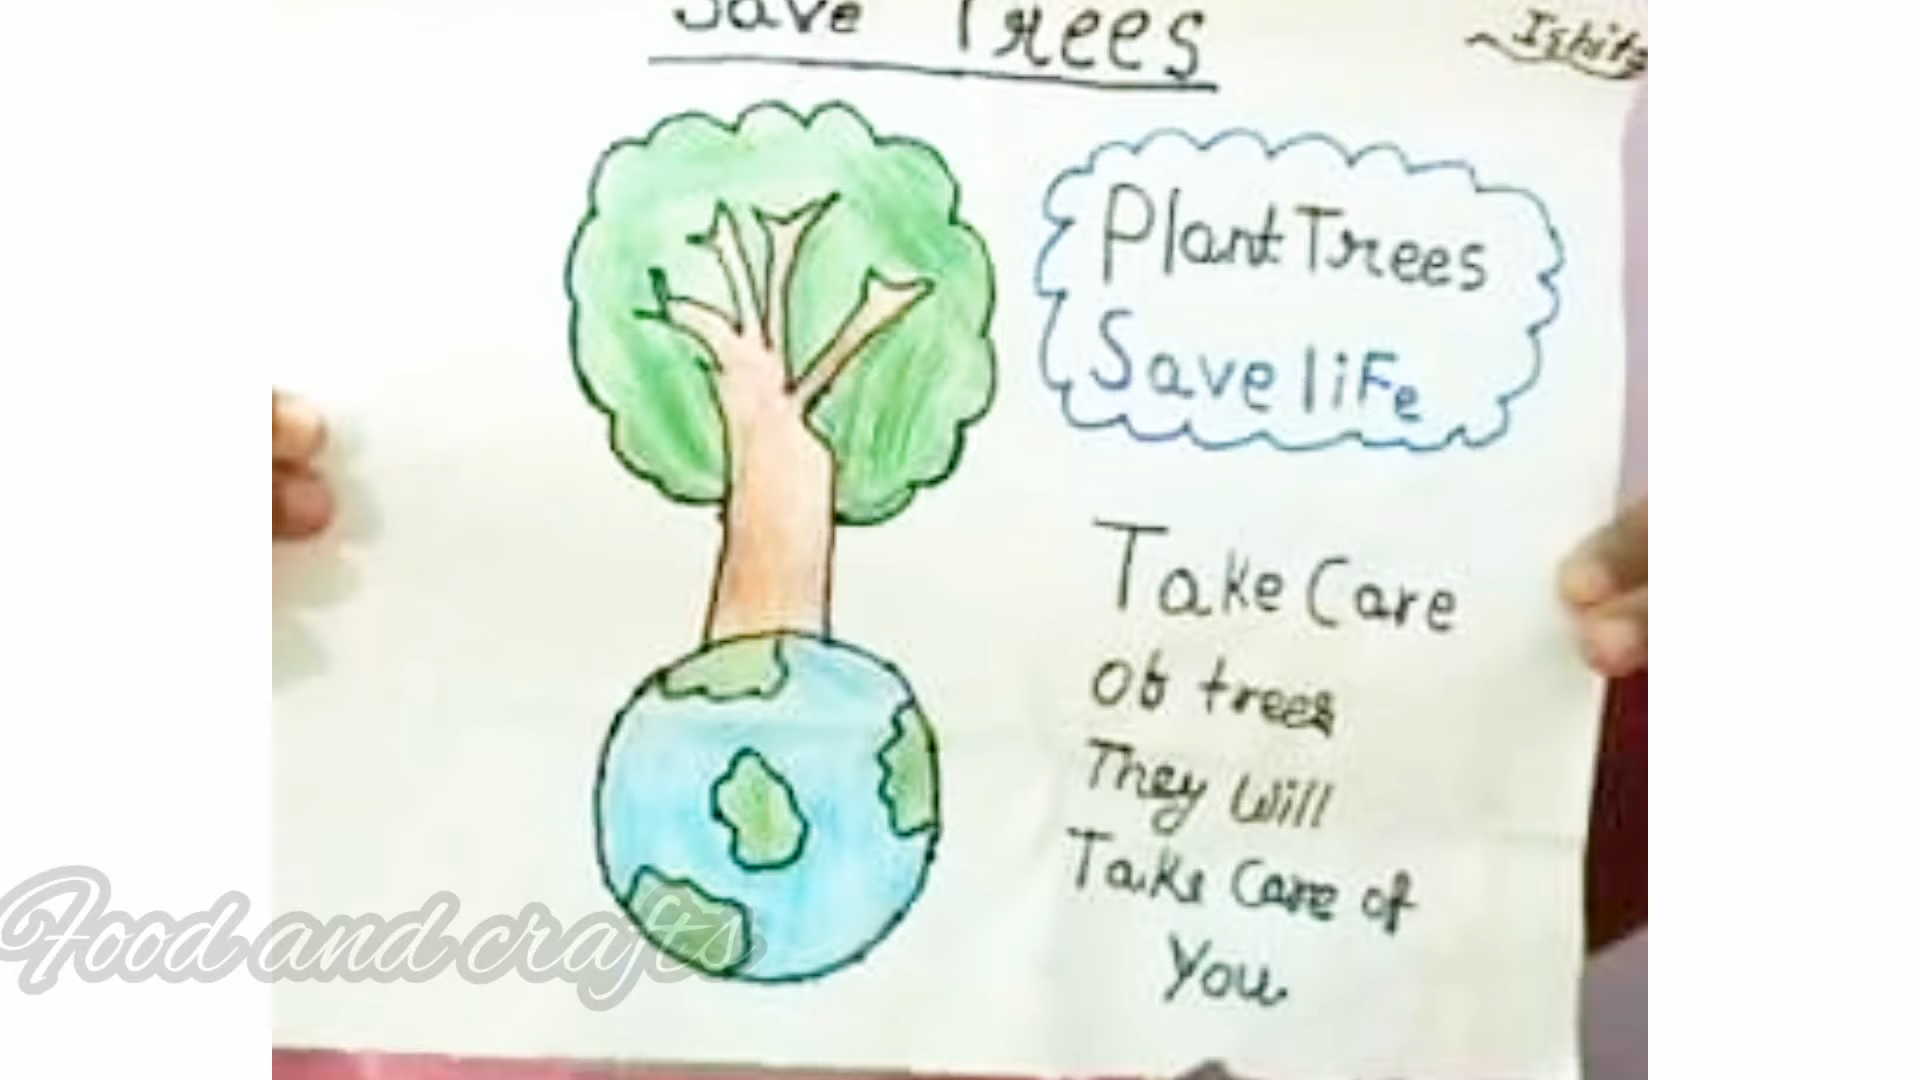 Save Trees
~Ishita
Plant Trees
Save liFe
Take Care
of trees
They will
Take Care of
You
Food and crafts